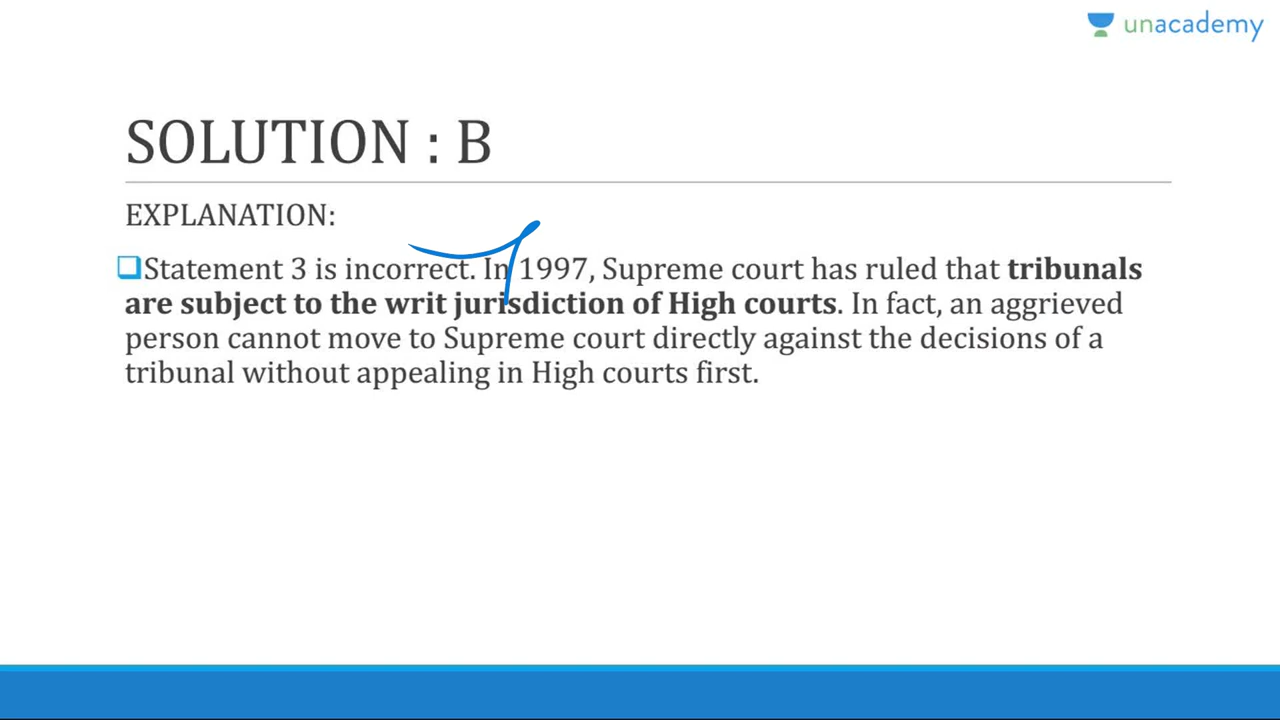 unacademy
SOLUTION : B
EXPLANATION:
Statement 3 is incorrect. In 1997, Supreme court has ruled that tribunals
are subject to the writ jurisdiction of High courts. In fact, an aggrieved
person cannot move to Supreme court directly against the decisions of a
tribunal without appealing in High courts first.